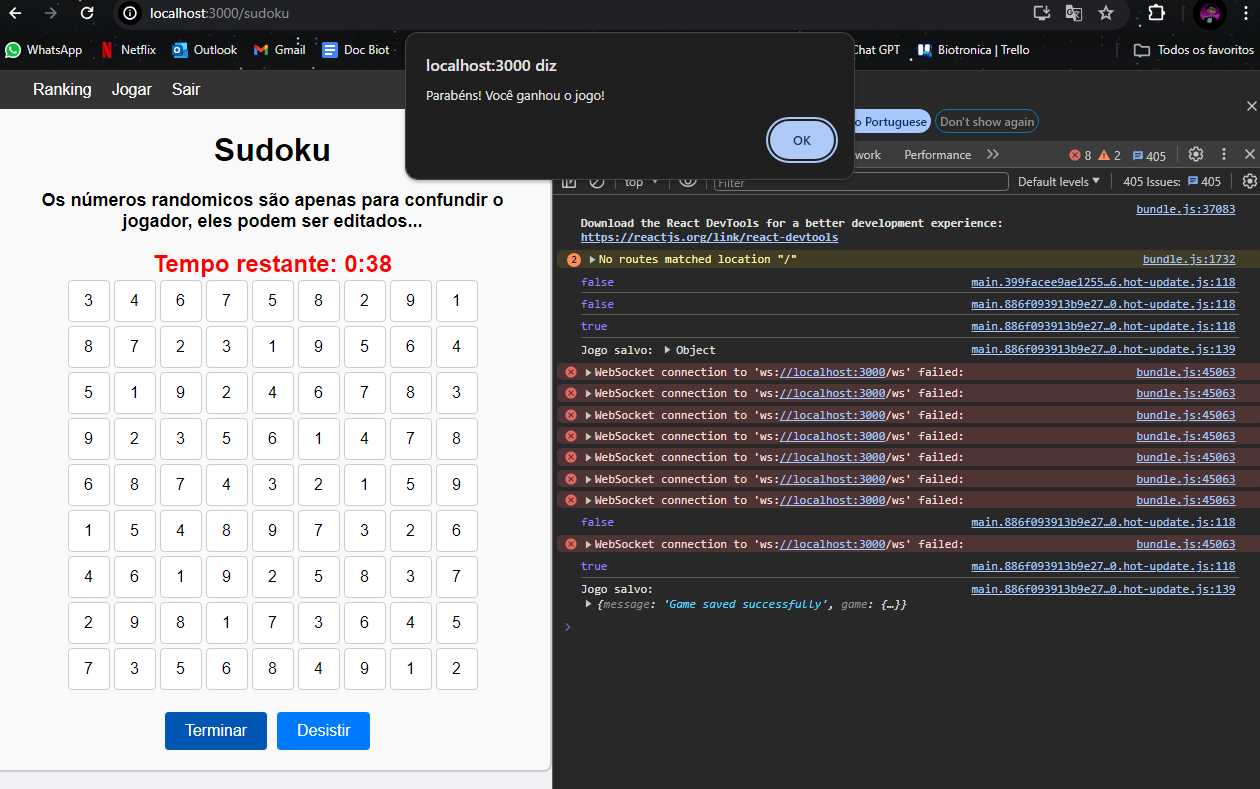 localhost:3000/sudoku
WhatsApp Netflix Outlook Gmail Doc Biot Chat GPT Biotronica | Trello Todos os favoritos
localhost:3000 diz
Parabéns! Você ganhou o jogo!
OK
Ranking Jogar Sair
Sudoku
Os números randomicos são apenas para confundir o
jogador, eles podem ser editados...
Tempo restante: 0:38
3 4 6 7 5 8 2 9 1
8 7 2 3 1 9 5 6 4
5 1 9 2 4 6 7 8 3
9 2 3 5 6 1 4 7 8
6 8 7 4 3 2 1 5 9
1 5 4 8 9 7 3 2 6
4 6 1 9 2 5 8 3 7
2 9 8 1 7 3 6 4 5
7 3 5 6 8 4 9 1 2
Terminar Desistir
o Portuguese Don't show again
work Performance 8 2 405
top Filter Default levels 405 Issues: 405
bundle.js:37083
Download the React DevTools for a better development experience:
https://reactjs.org/link/react-devtools
2 No routes matched location "/" bundle.js:1732
false main.399facee9ae1255…6.hot-update.js:118
false main.886f093913b9e27…0.hot-update.js:118
true main.886f093913b9e27…0.hot-update.js:118
Jogo salvo: Object main.886f093913b9e27…0.hot-update.js:139
WebSocket connection to 'ws://localhost:3000/ws' failed: bundle.js:45063
WebSocket connection to 'ws://localhost:3000/ws' failed: bundle.js:45063
WebSocket connection to 'ws://localhost:3000/ws' failed: bundle.js:45063
WebSocket connection to 'ws://localhost:3000/ws' failed: bundle.js:45063
WebSocket connection to 'ws://localhost:3000/ws' failed: bundle.js:45063
WebSocket connection to 'ws://localhost:3000/ws' failed: bundle.js:45063
WebSocket connection to 'ws://localhost:3000/ws' failed: bundle.js:45063
false main.886f093913b9e27…0.hot-update.js:118
WebSocket connection to 'ws://localhost:3000/ws' failed: bundle.js:45063
true main.886f093913b9e27…0.hot-update.js:118
Jogo salvo: main.886f093913b9e27…0.hot-update.js:139
{message: 'Game saved successfully', game: {…}}